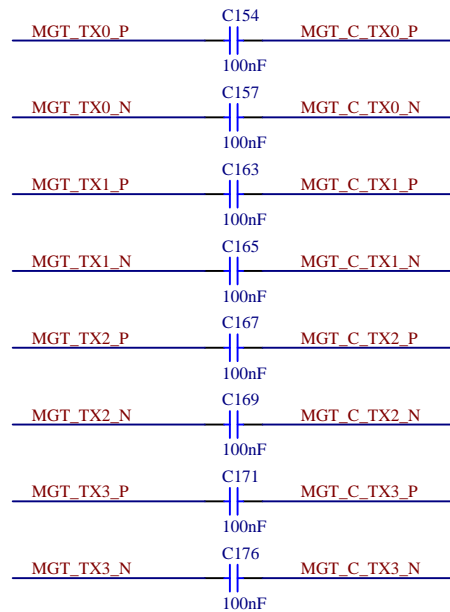 C154
MGT_TX0_P MGT_C_TX0_P
100nF
C157
MGT_TX0_N MGT_C_TX0_N
100nF
C163
MGT_TX1_P MGT_C_TX1_P
100nF
C165
MGT_TX1_N MGT_C_TX1_N
100nF
C167
MGT_TX2_P MGT_C_TX2_P
100nF
C169
MGT_TX2_N MGT_C_TX2_N
100nF
C171
MGT_TX3_P MGT_C_TX3_P
100nF
C176
MGT_TX3_N MGT_C_TX3_N
100nF